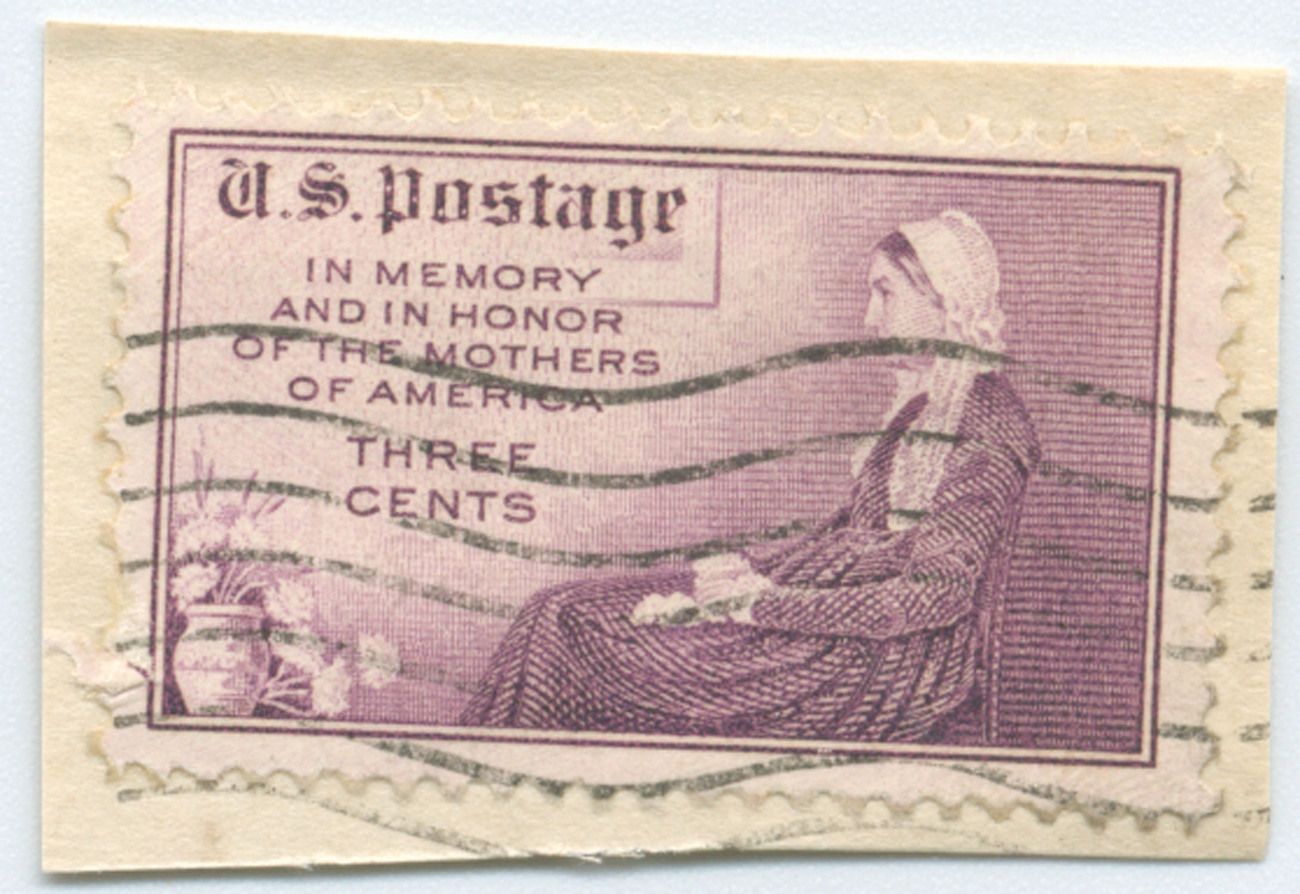 U.S. Postage
IN MEMORY
AND IN HONOR
OF THE MOTHERS
OF AMERICA
THREE
CENTS